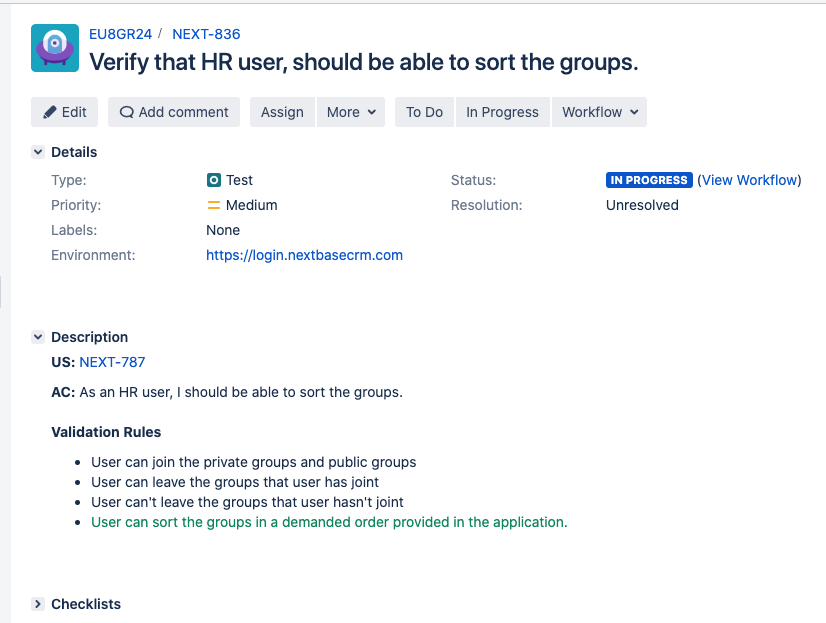 EU8GR24 / NEXT-836
Verify that HR user, should be able to sort the groups.
Edit Add comment Assign More To Do In Progress Workflow
Details
Type: Test Status: IN PROGRESS (View Workflow)
Priority: Medium Resolution: Unresolved
Labels: None
Environment: https://login.nextbasecrm.com
Description
US: NEXT-787
AC: As an HR user, I should be able to sort the groups.
Validation Rules
• User can join the private groups and public groups
• User can leave the groups that user has joint
• User can't leave the groups that user hasn't joint
• User can sort the groups in a demanded order provided in the application.
Checklists